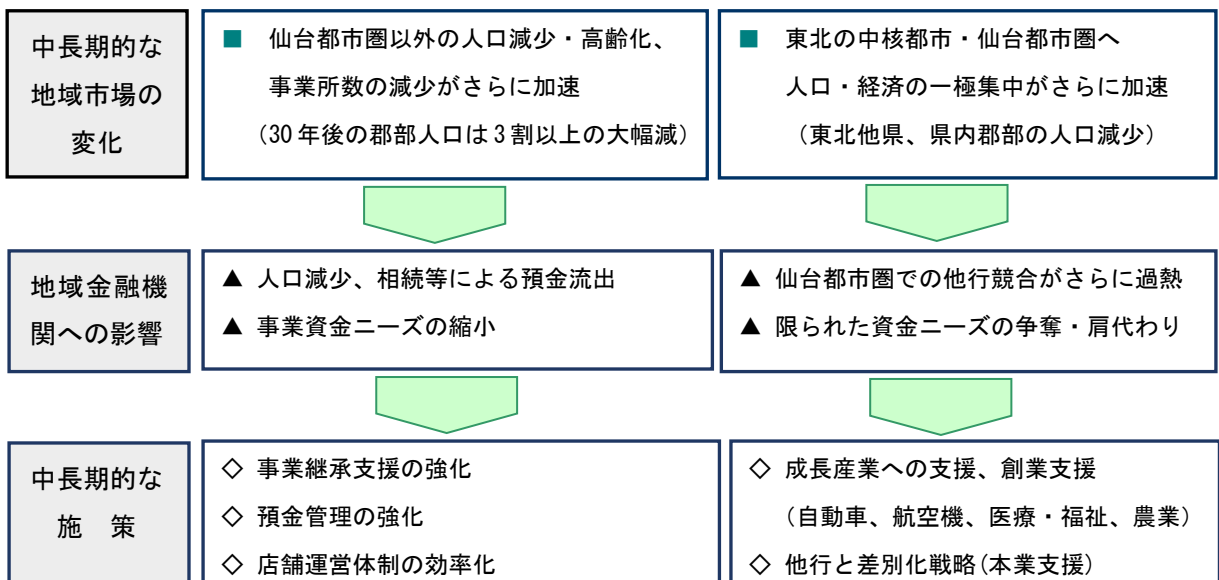 中長期的な
地域市場の
変化
■ 仙台都市圏以外の人口減少・高齢化、
事業所数の減少がさらに加速
（30年後の郡部人口は3割以上の大幅減）
■ 東北の中核都市・仙台都市圏へ
人口・経済の一極集中がさらに加速
（東北他県、県内郡部の人口減少）
地域金融機
関への影響
▲ 人口減少、相続等による預金流出
▲ 事業資金ニーズの縮小
▲ 仙台都市圏での他行競合がさらに過熱
▲ 限られた資金ニーズの争奪・肩代わり
中長期的な
施 策
◇ 事業継承支援の強化
◇ 預金管理の強化
◇ 店舗運営体制の効率化
◇ 成長産業への支援、創業支援
（自動車、航空機、医療・福祉、農業）
◇ 他行と差別化戦略(本業支援)